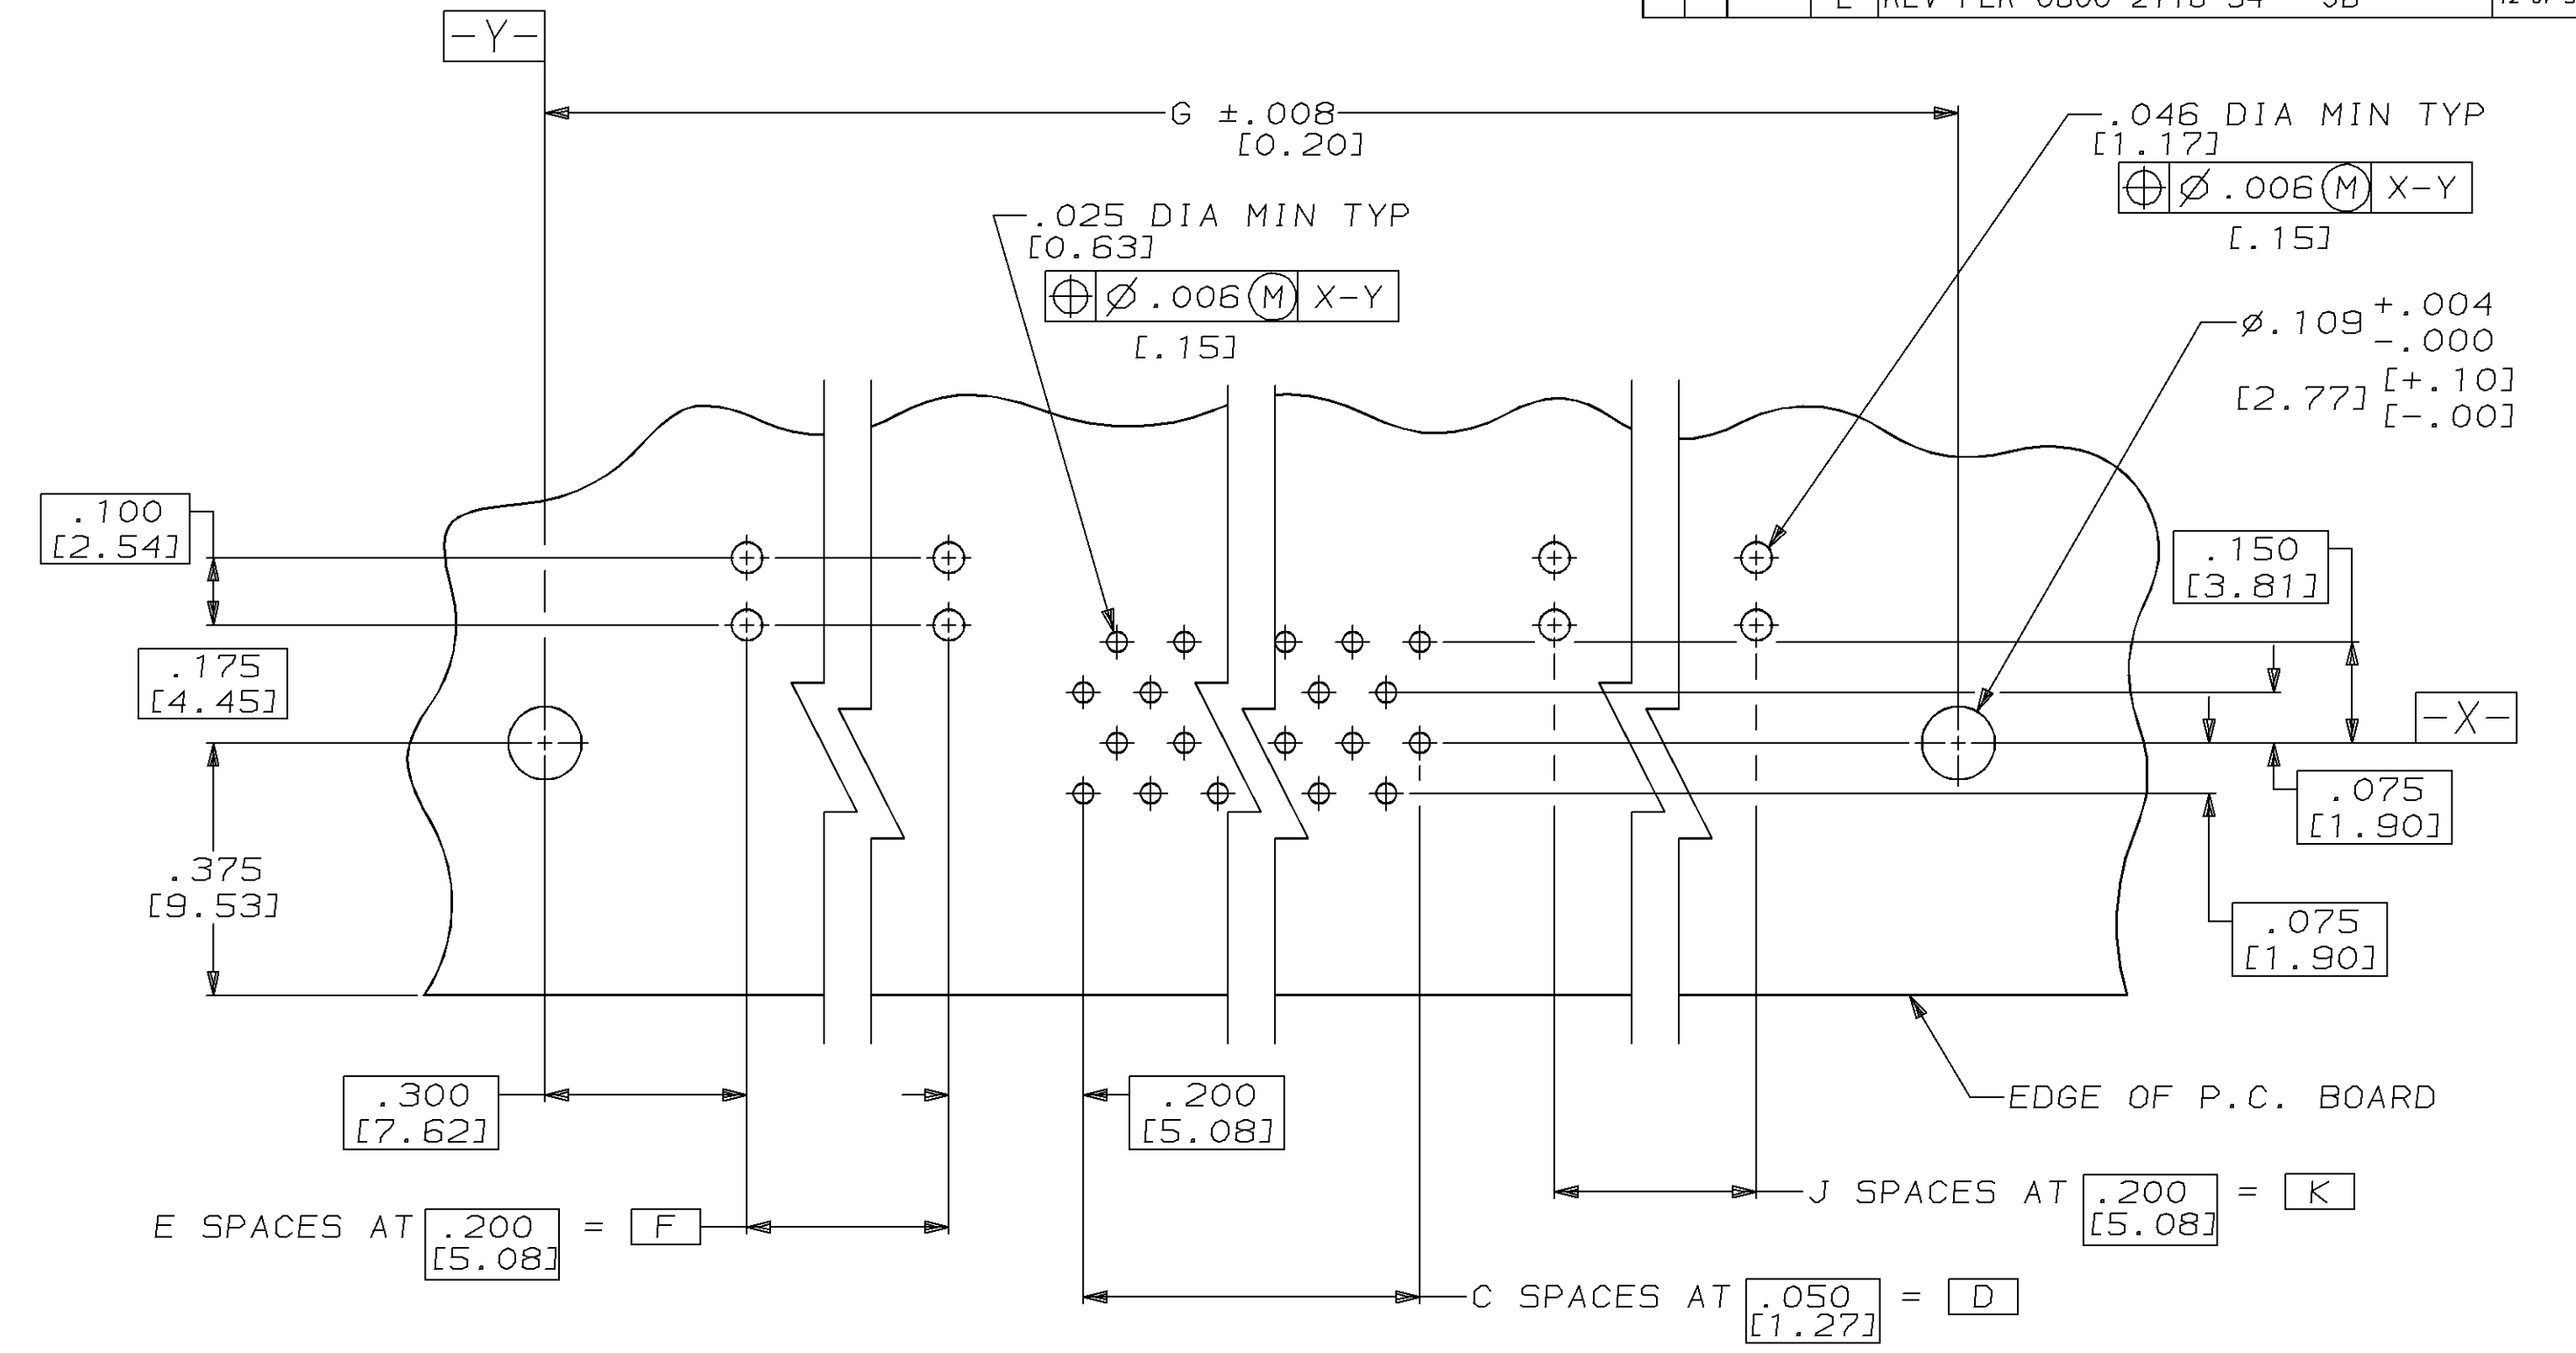 -Y-
G ±.008
[0.20]
.046 DIA MIN TYP
[1.17]
⌖ Ø.006 Ⓜ X-Y
[.15]
.025 DIA MIN TYP
[0.63]
⌖ Ø.006 Ⓜ X-Y
[.15]
Ø.109 +.004
-.000
[2.77] [+.10]
[-.00]
.100
[2.54]
.150
[3.81]
.175
[4.45]
-X-
.075
[1.90]
.375
[9.53]
.075
[1.90]
.300
[7.62]
.200
[5.08]
EDGE OF P.C. BOARD
J SPACES AT .200 = K
[5.08]
E SPACES AT .200 = F
[5.08]
C SPACES AT .050 = D
[1.27]